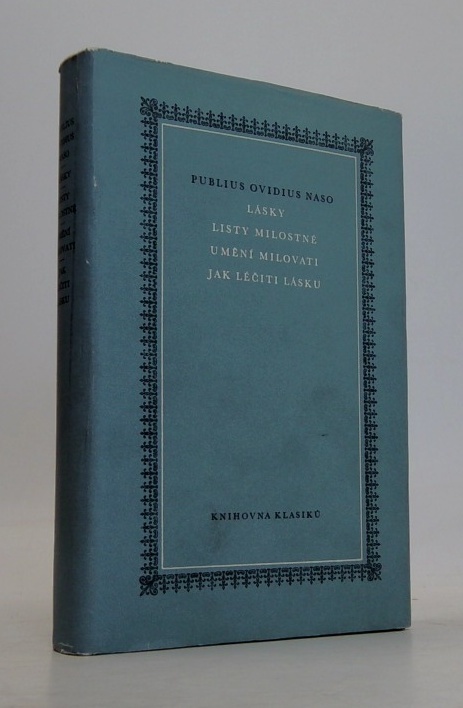 PUBLIUS OVIDIUS NASO
LÁSKY
LISTY MILOSTNÉ
UMĚNÍ MILOVATI
JAK LÉČITI LÁSKU
KNIHOVNA KLASIKŮ